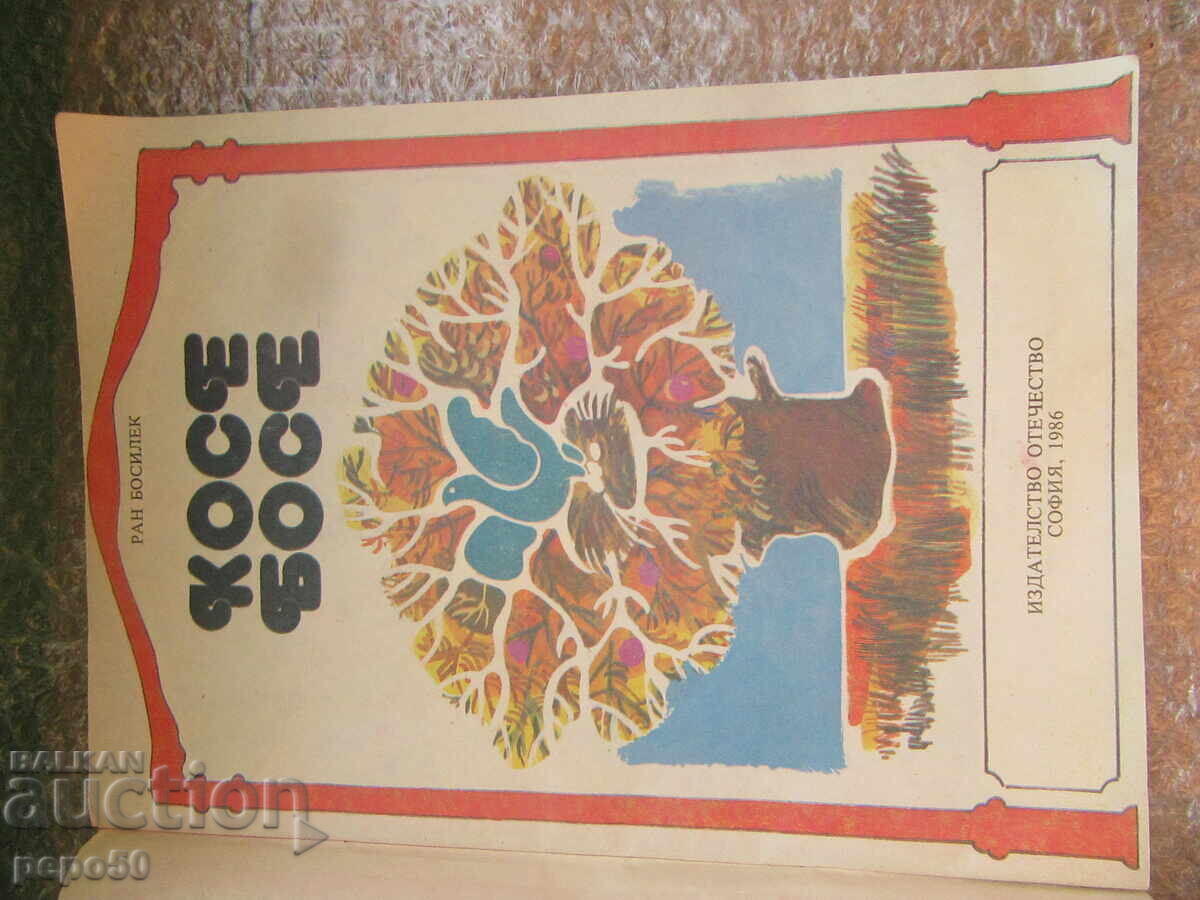 РАН БОСИЛЕК
КОСЕ
БОСЕ
ИЗДАТЕЛСТВО ОТЕЧЕСТВО
СОФИЯ, 1986
BALKAN
auction
pepo50